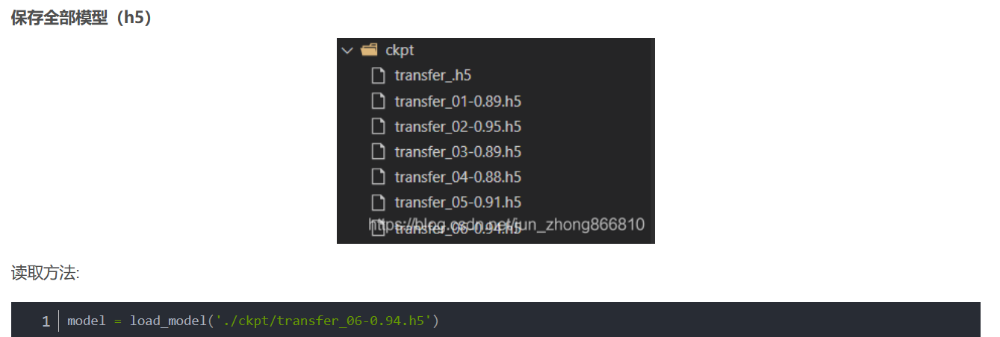 保存全部模型（h5）
ckpt
transfer_.h5
transfer_01-0.89.h5
transfer_02-0.95.h5
transfer_03-0.89.h5
transfer_04-0.88.h5
transfer_05-0.91.h5
https://blog.csdn.net/jun_zhong866810
transfer_06-0.94.h5
读取方法:
1 model = load_model('./ckpt/transfer_06-0.94.h5')